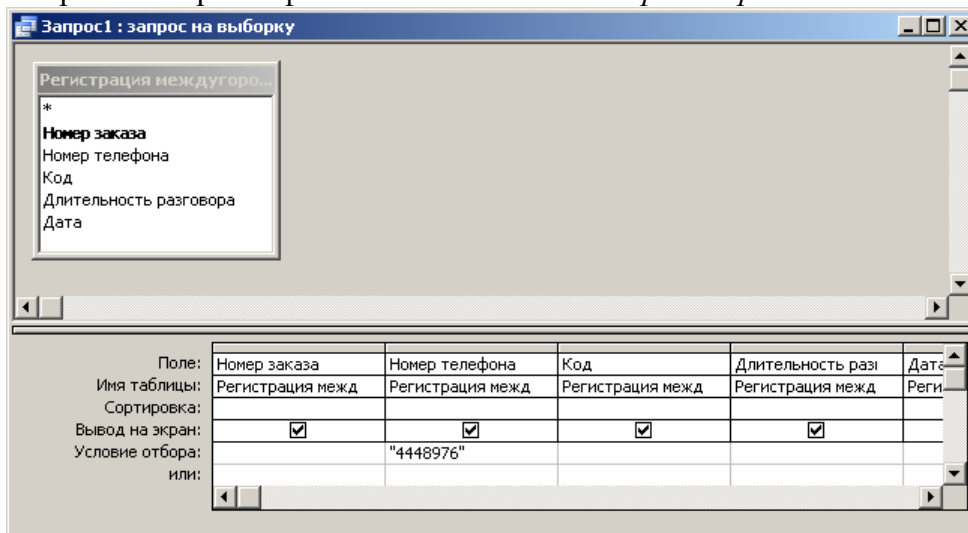 Запрос1 : запрос на выборку
Регистрация междугоро...
*
Номер заказа
Номер телефона
Код
Длительность разговора
Дата
Поле: Номер заказа Номер телефона Код Длительность разг Дата
Имя таблицы: Регистрация межд Регистрация межд Регистрация межд Регистрация межд Реги
Сортировка:
Вывод на экран:
Условие отбора: "4448976"
или: